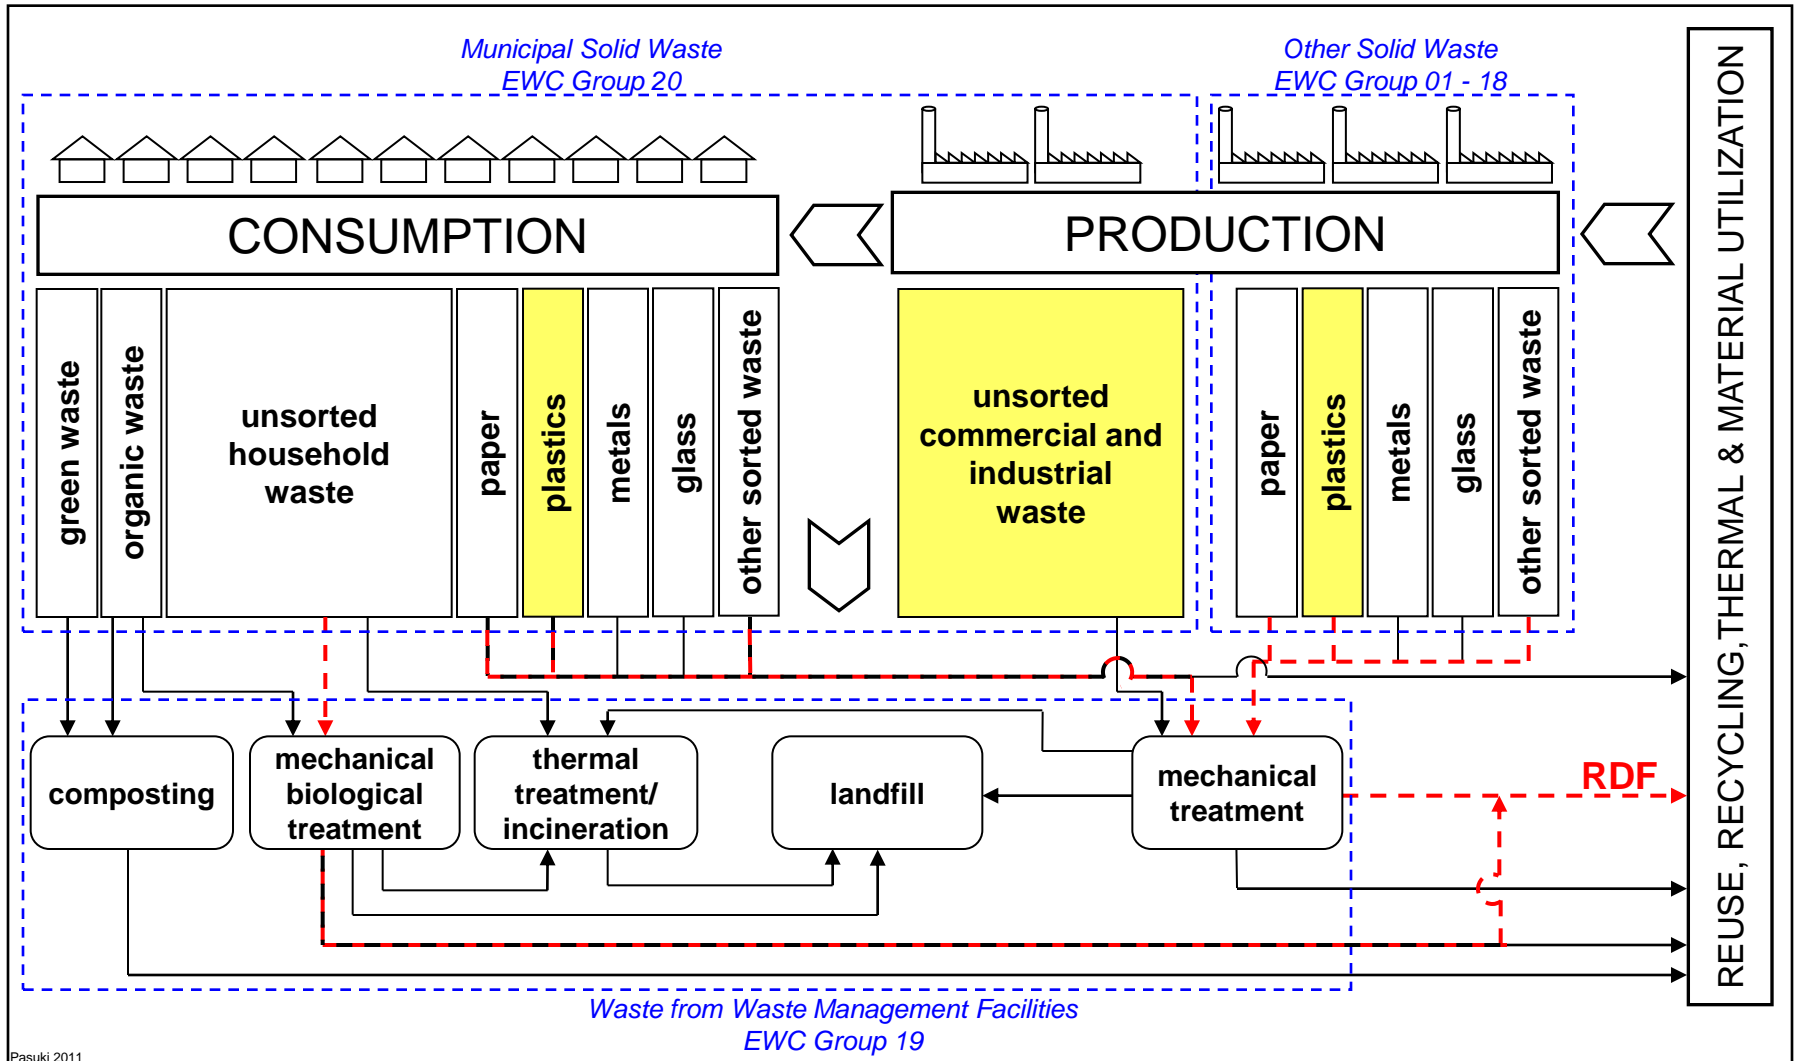 Municipal Solid Waste
EWC Group 20
Other Solid Waste
EWC Group 01 - 18
CONSUMPTION
PRODUCTION
green waste
organic waste
unsorted
household
waste
paper
plastics
metals
glass
other sorted waste
unsorted
commercial and
industrial
waste
paper
plastics
metals
glass
other sorted waste
REUSE, RECYCLING,THERMAL & MATERIAL UTILIZATION
composting
mechanical
biological
treatment
thermal
treatment/
incineration
landfill
mechanical
treatment
RDF
Waste from Waste Management Facilities
EWC Group 19
Pasuki 2011